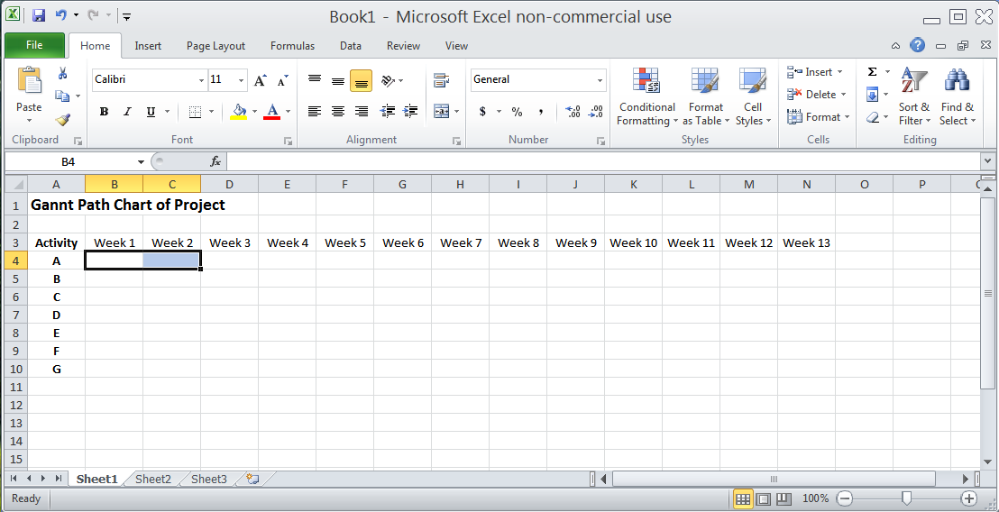 Book1 - Microsoft Excel non-commercial use
File Home Insert Page Layout Formulas Data Review View
Calibri 11 General Insert
Paste Conditional Format Cell Delete Sort & Find &
B I U A $ % , Formatting as Table Styles Format Filter Select
Clipboard Font Alignment Number Styles Cells Editing
B4 fx
A B C D E F G H I J K L M N O P
1 Gannt Path Chart of Project
2
3 Activity Week 1 Week 2 Week 3 Week 4 Week 5 Week 6 Week 7 Week 8 Week 9 Week 10 Week 11 Week 12 Week 13
4 A
5 B
6 C
7 D
8 E
9 F
10 G
11
12
13
14
15
Sheet1 Sheet2 Sheet3
Ready 100%